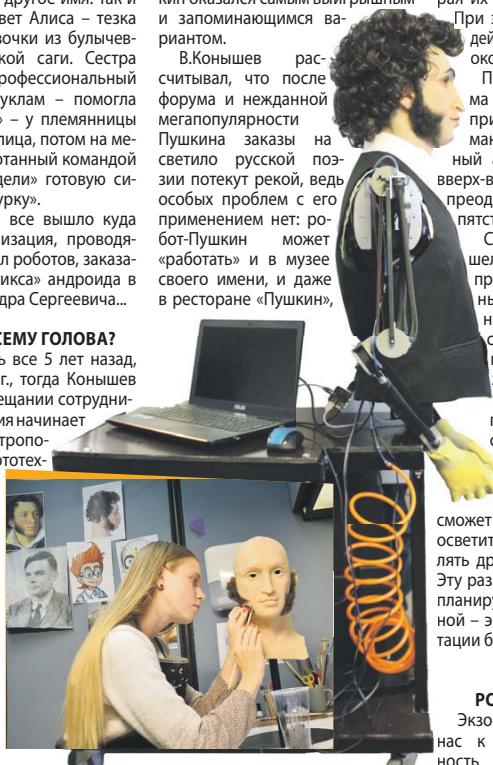 другое имя. Так и
вет Алиса – тезка
вочки из булычев-
кой саги. Сестра
рофессиональный
уклам – помогла
» – у племянницы
лица, потом на ме-
отанный командой
дели» готовую си-
урку».
все вышло куда
изация, проводя-
л роботов, заказа-
икса» андроида в
дра Сергеевича...
СЕМУ ГОЛОВА?
ь все 5 лет назад,
г., тогда Конышев
ещании сотрудни-
ия начинает
тропо-
ототех-
кин оказался самым выигрышным
и запоминающимся ва-
риантом.
В.Конышев рас-
считывал, что после
форума и нежданной
мегапопулярности
Пушкина заказы на
светило русской поэ-
зии потекут рекой, ведь
особых проблем с его
применением нет: ро-
бот-Пушкин может
«работать» и в музее
своего имени, и даже
в ресторане «Пушкин»,
рая их
При э
дей
око
П
ма
при
ман
ный а
вверх-в
преод
пятст
С
шел
пр
ны
н
с
сможет
осветит
лять др
Эту раз
планиру
ной – э
тации б
РО
Экзо
нас к
ность